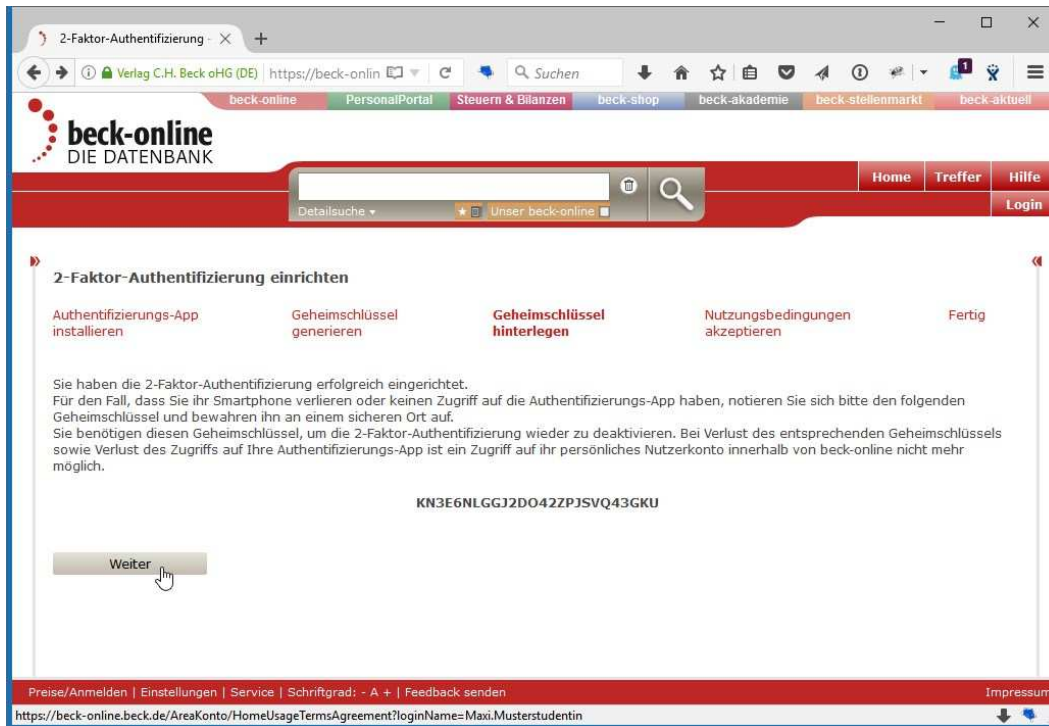 2-Faktor-Authentifizierung -
Verlag C.H. Beck oHG (DE) https://beck-onlin Suchen 1
beck-online PersonalPortal Steuern & Bilanzen beck-shop beck-akademie beck-stellenmarkt beck-aktuell
beck-online
DIE DATENBANK
Home Treffer Hilfe
Detailsuche Unser beck-online
Login
2-Faktor-Authentifizierung einrichten
Authentifizierungs-App installieren
Geheimschlüssel generieren
Geheimschlüssel hinterlegen
Nutzungsbedingungen akzeptieren
Fertig
Sie haben die 2-Faktor-Authentifizierung erfolgreich eingerichtet.
Für den Fall, dass Sie ihr Smartphone verlieren oder keinen Zugriff auf die Authentifizierungs-App haben, notieren Sie sich bitte den folgenden
Geheimschlüssel und bewahren ihn an einem sicheren Ort auf.
Sie benötigen diesen Geheimschlüssel, um die 2-Faktor-Authentifizierung wieder zu deaktivieren. Bei Verlust des entsprechenden Geheimschlüssels
sowie Verlust des Zugriffs auf Ihre Authentifizierungs-App ist ein Zugriff auf ihr persönliches Nutzerkonto innerhalb von beck-online nicht mehr
möglich.
KN3E6NLGGJ2DO42ZPJSVQ43GKU
Weiter
Preise/Anmelden | Einstellungen | Service | Schriftgrad: - A + | Feedback senden Impressum
https://beck-online.beck.de/AreaKonto/HomeUsageTermsAgreement?loginName=Maxi.Musterstudentin